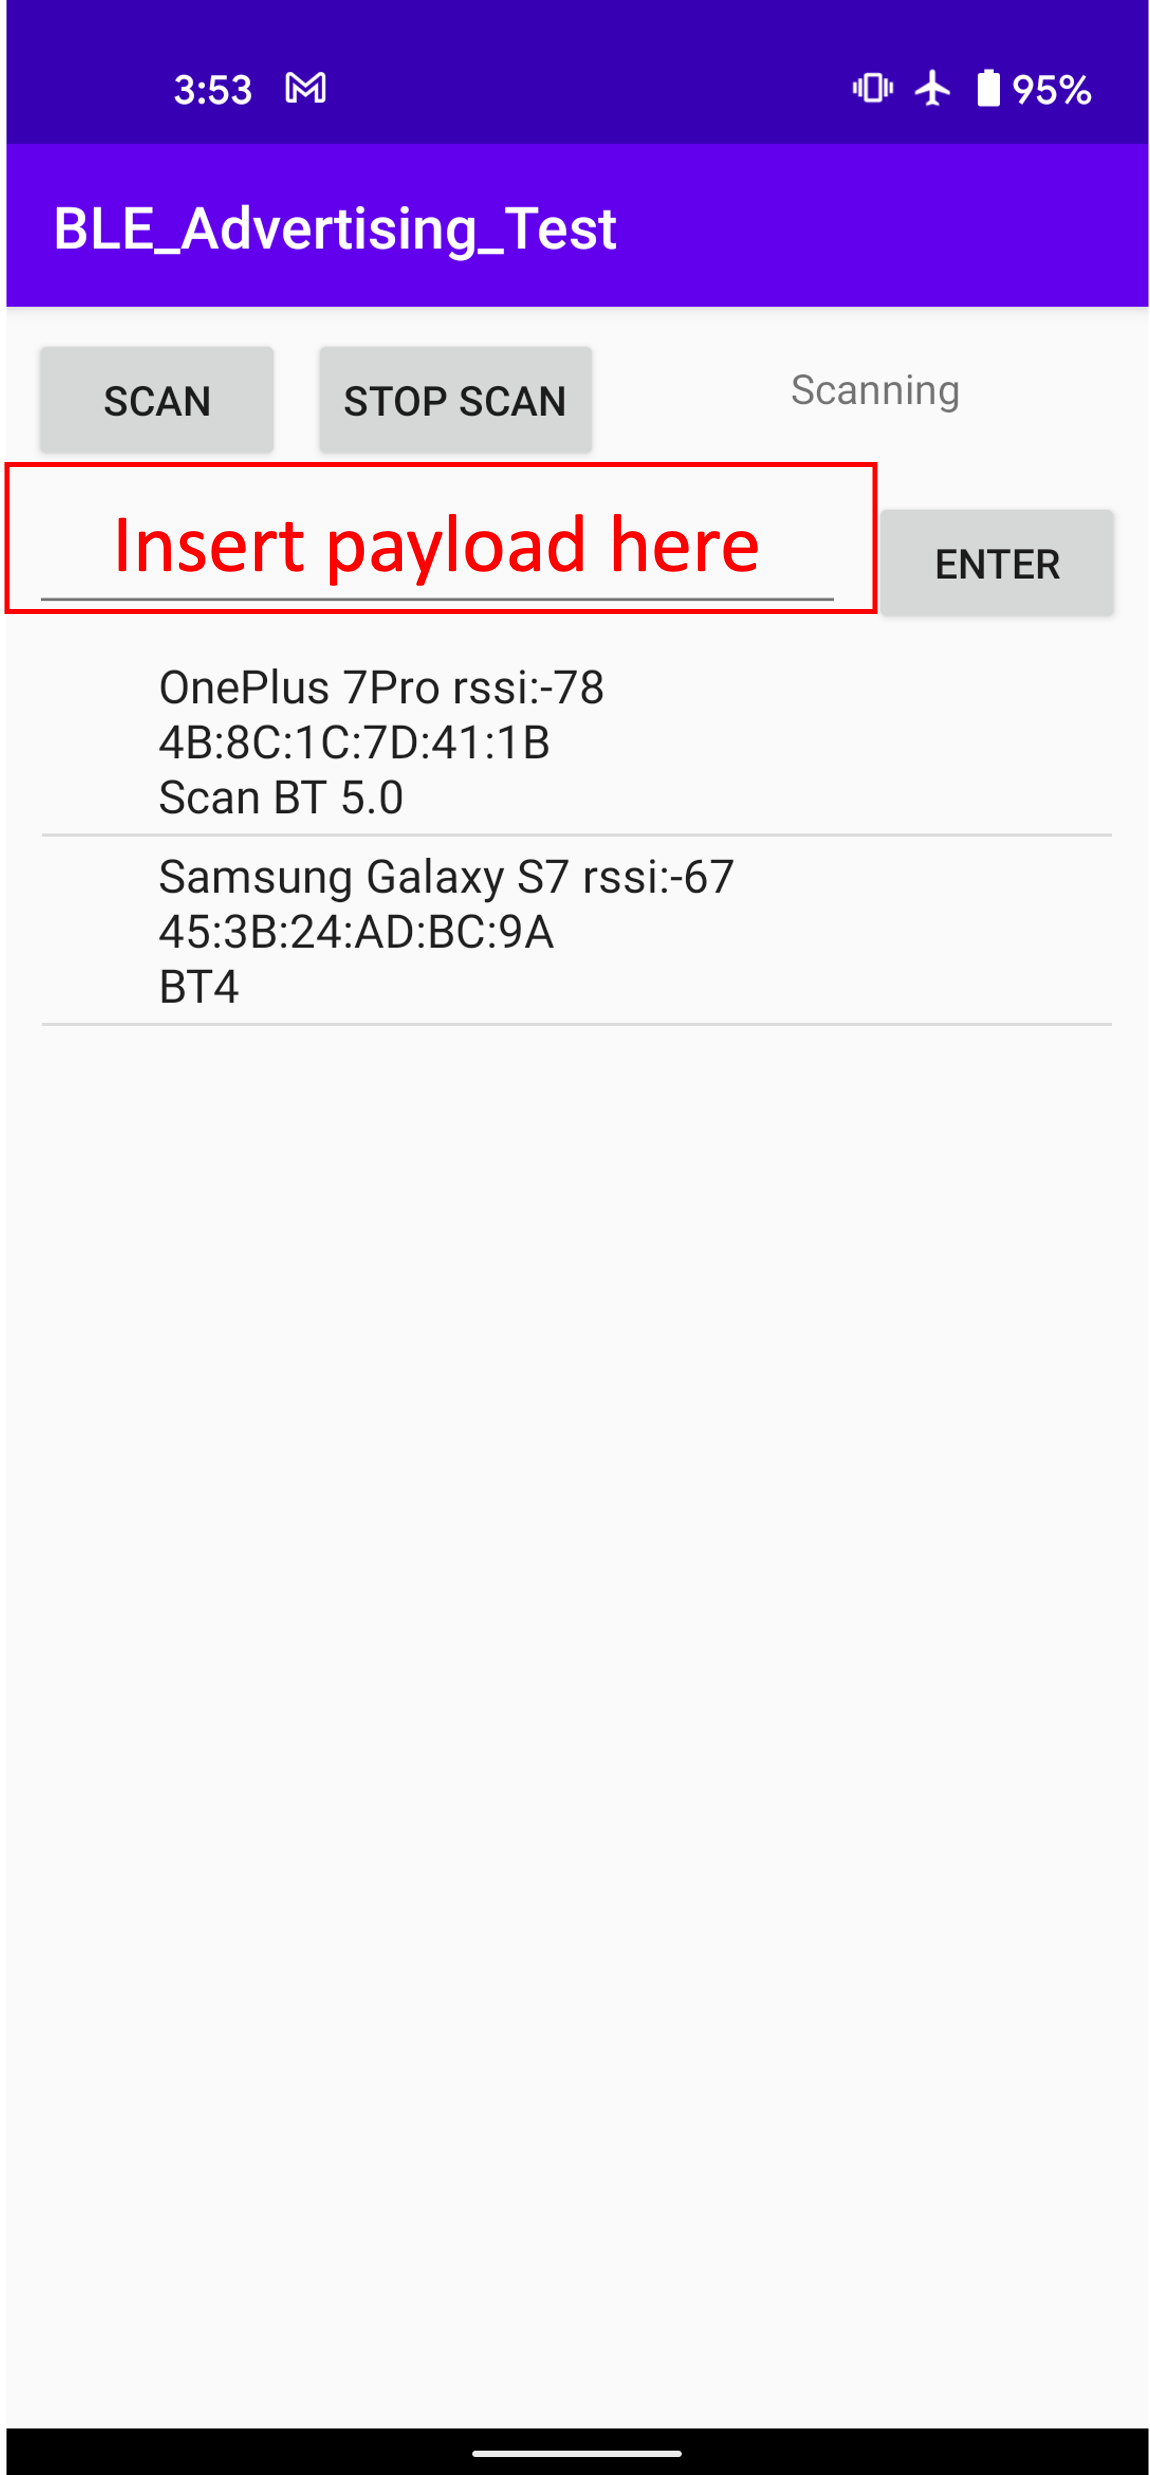 3:53 95%
BLE_Advertising_Test
SCAN STOP SCAN Scanning
Insert payload here ENTER
OnePlus 7Pro rssi:-78
4B:8C:1C:7D:41:1B
Scan BT 5.0
Samsung Galaxy S7 rssi:-67
45:3B:24:AD:BC:9A
BT4